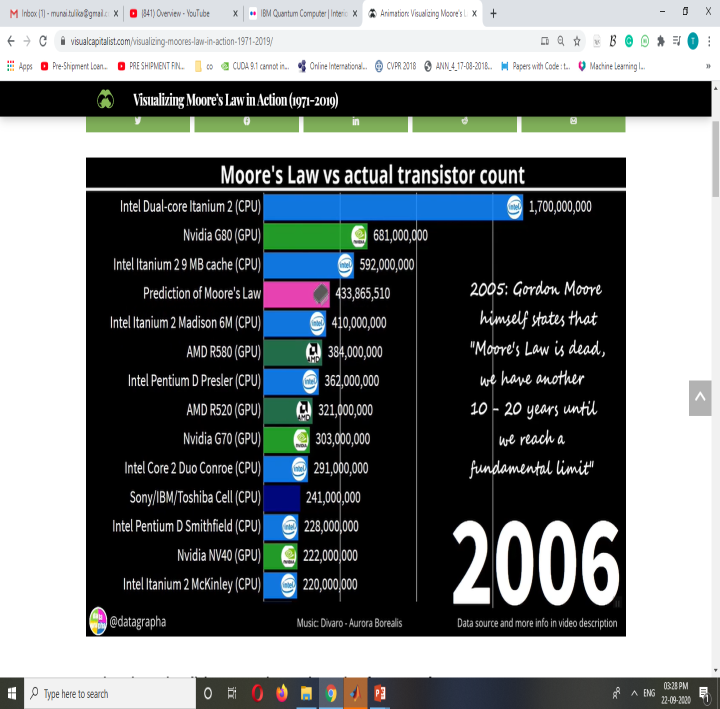 Inbox (1) - munai.tulika@gmail.c
(841) Overview - YouTube
IBM Quantum Computer | Intern
Animation: Visualizing Moore's L
visualcapitalist.com/visualizing-moores-law-in-action-1971-2019/
Apps
Pre-Shipment Loan...
PRE SHIPMENT FIN...
co
CUDA 9.1 cannot in...
Online Internationa...
CVPR 2018
ANN_4_17-08-2018...
Papers with Code : t...
Machine Learning I...
Visualizing Moore's Law in Action (1971-2019)
Moore's Law vs actual transistor count
Intel Dual-core Itanium 2 (CPU) 1,700,000,000
Nvidia G80 (GPU) 681,000,000
Intel Itanium 2 9 MB cache (CPU) 592,000,000
Prediction of Moore's Law 433,865,510
Intel Itanium 2 Madison 6M (CPU) 410,000,000
AMD R580 (GPU) 384,000,000
Intel Pentium D Presler (CPU) 362,000,000
AMD R520 (GPU) 321,000,000
Nvidia G70 (GPU) 303,000,000
Intel Core 2 Duo Conroe (CPU) 291,000,000
Sony/IBM/Toshiba Cell (CPU) 241,000,000
Intel Pentium D Smithfield (CPU) 228,000,000
Nvidia NV40 (GPU) 222,000,000
Intel Itanium 2 McKinley (CPU) 220,000,000
2005: Gordon Moore
himself states that
"Moore's Law is dead,
we have another
10 - 20 years until
we reach a
fundamental limit"
2006
@datagrapha
Music: Divaro - Aurora Borealis
Data source and more info in video description
Type here to search
ENG
03:28 PM
22-09-2020